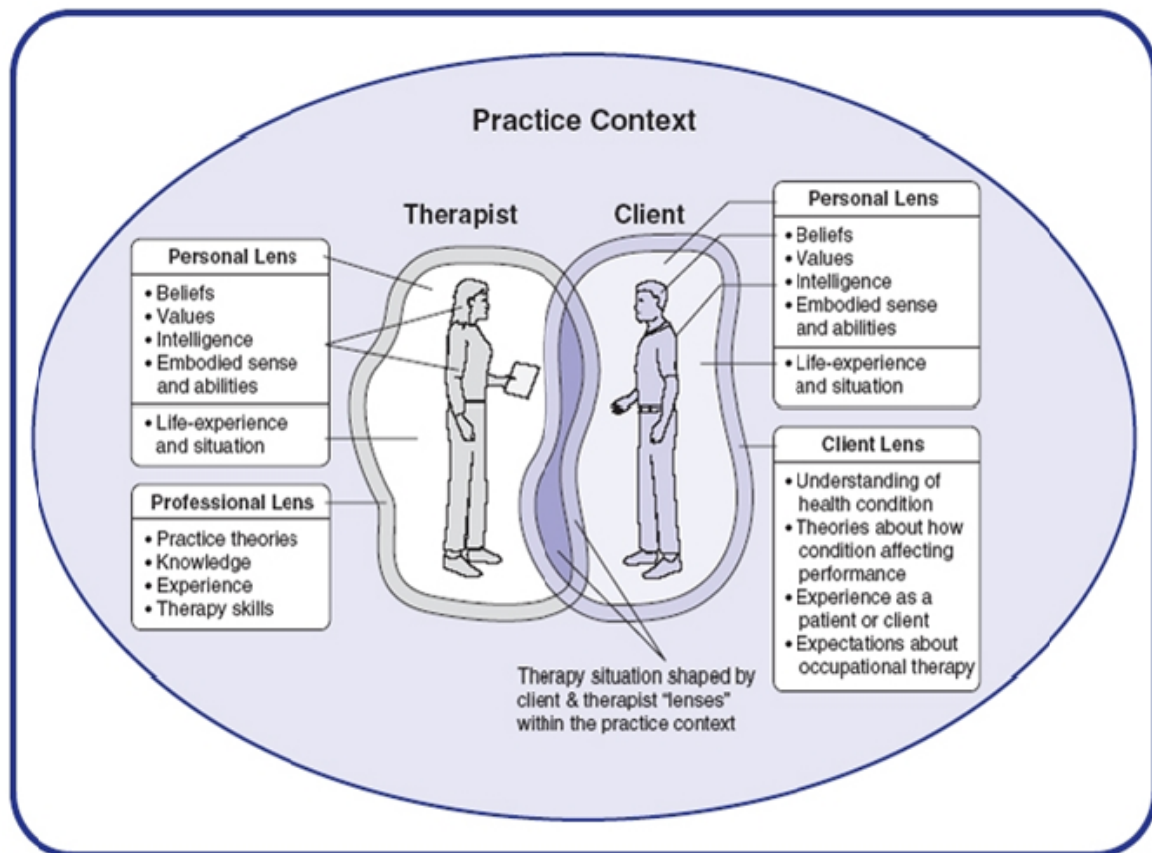 Practice Context
Therapist
Client
Personal Lens
• Beliefs
• Values
• Intelligence
• Embodied sense
and abilities
• Life-experience
and situation
Professional Lens
• Practice theories
• Knowledge
• Experience
• Therapy skills
Personal Lens
• Beliefs
• Values
• Intelligence
• Embodied sense
and abilities
• Life-experience
and situation
Client Lens
• Understanding of
health condition
• Theories about how
condition affecting
performance
• Experience as a
patient or client
• Expectations about
occupational therapy
Therapy situation shaped by
client & therapist “lenses”
within the practice context